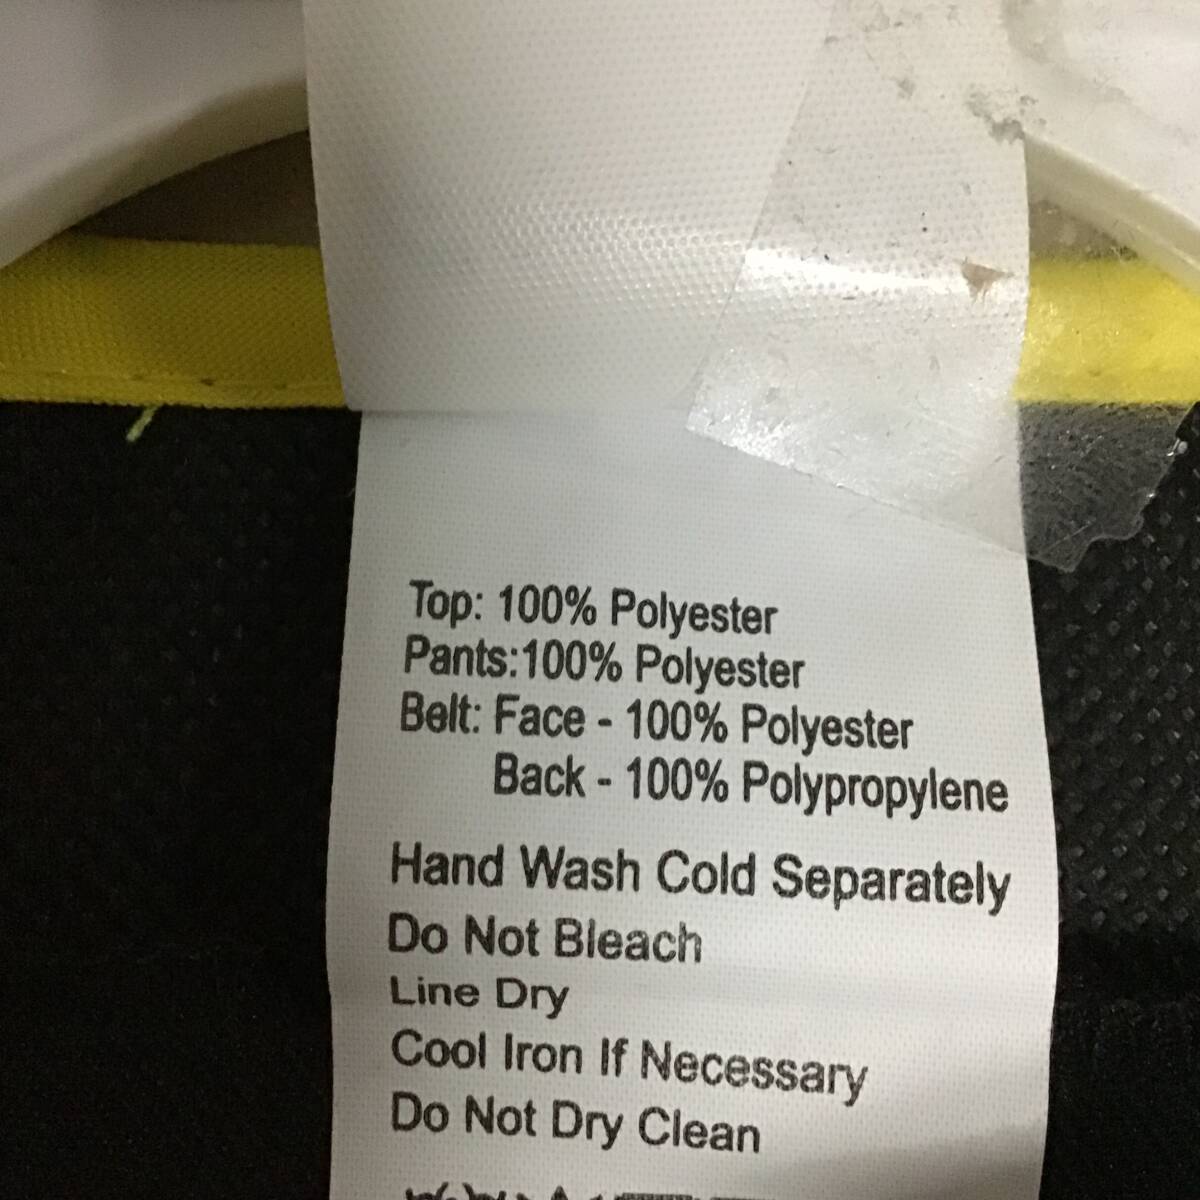 Top: 100% Polyester
Pants:100% Polyester
Belt: Face - 100% Polyester
Back - 100% Polypropylene
Hand Wash Cold Separately
Do Not Bleach
Line Dry
Cool Iron If Necessary
Do Not Dry Clean